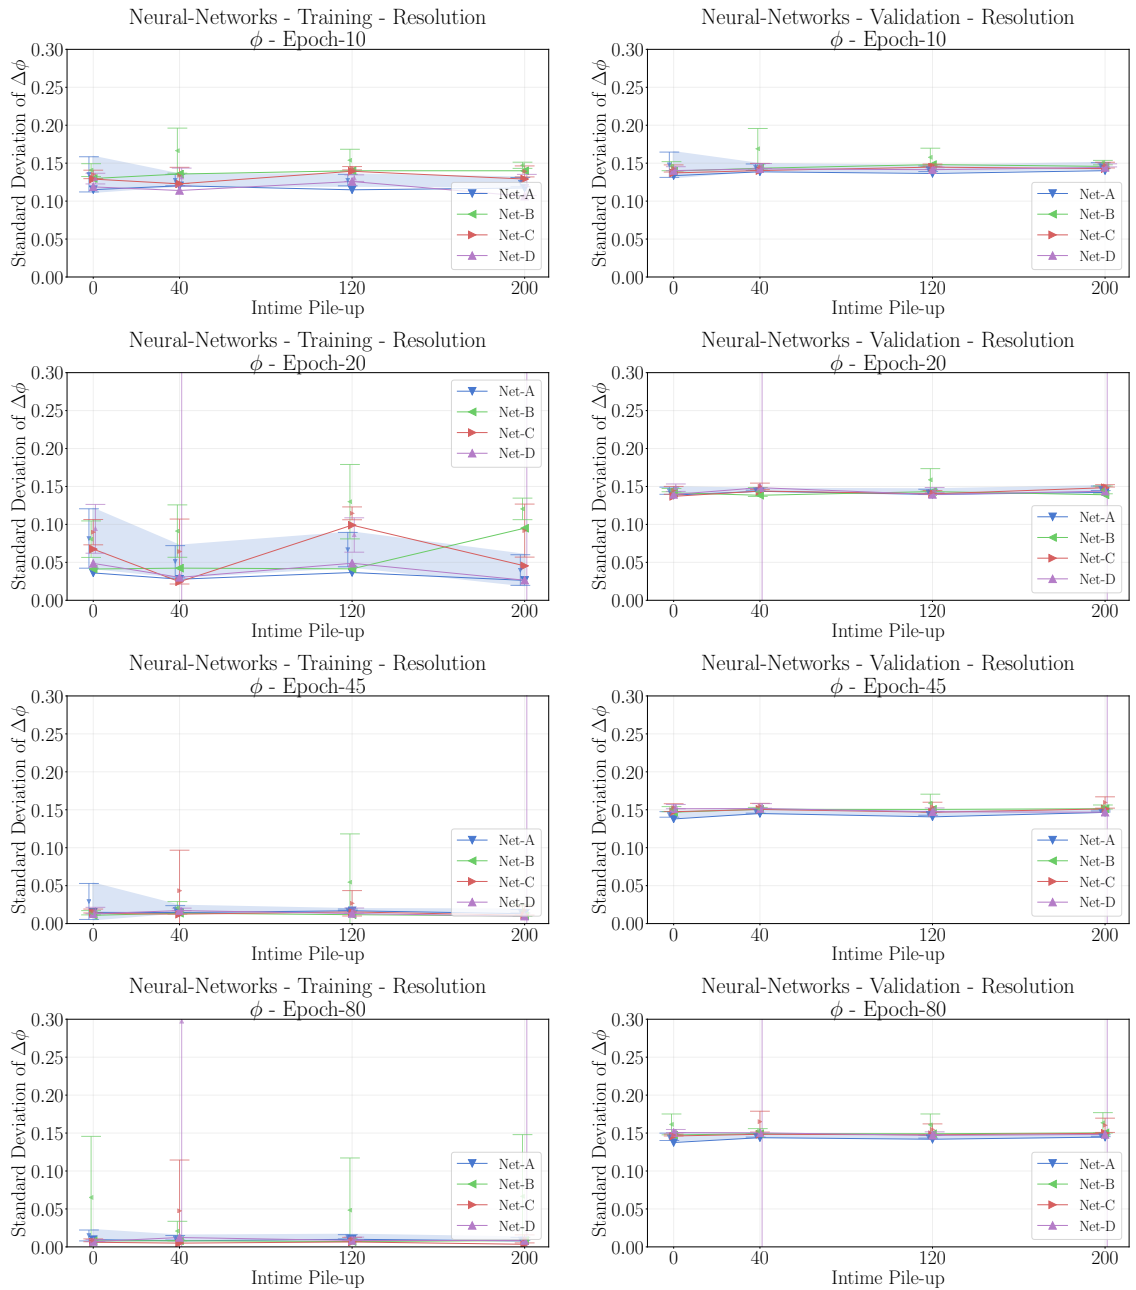 Neural-Networks - Training - Resolution
ϕ - Epoch-10
Standard Deviation of Δϕ
0.30
0.25
0.20
0.15
0.10
0.05
0.00
0 40 120 200
Intime Pile-up
Net-A
Net-B
Net-C
Net-D
Neural-Networks - Validation - Resolution
ϕ - Epoch-10
Standard Deviation of Δϕ
0.30
0.25
0.20
0.15
0.10
0.05
0.00
0 40 120 200
Intime Pile-up
Net-A
Net-B
Net-C
Net-D
Neural-Networks - Training - Resolution
ϕ - Epoch-20
Standard Deviation of Δϕ
0.30
0.25
0.20
0.15
0.10
0.05
0.00
0 40 120 200
Intime Pile-up
Net-A
Net-B
Net-C
Net-D
Neural-Networks - Validation - Resolution
ϕ - Epoch-20
Standard Deviation of Δϕ
0.30
0.25
0.20
0.15
0.10
0.05
0.00
0 40 120 200
Intime Pile-up
Net-A
Net-B
Net-C
Net-D
Neural-Networks - Training - Resolution
ϕ - Epoch-45
Standard Deviation of Δϕ
0.30
0.25
0.20
0.15
0.10
0.05
0.00
0 40 120 200
Intime Pile-up
Net-A
Net-B
Net-C
Net-D
Neural-Networks - Validation - Resolution
ϕ - Epoch-45
Standard Deviation of Δϕ
0.30
0.25
0.20
0.15
0.10
0.05
0.00
0 40 120 200
Intime Pile-up
Net-A
Net-B
Net-C
Net-D
Neural-Networks - Training - Resolution
ϕ - Epoch-80
Standard Deviation of Δϕ
0.30
0.25
0.20
0.15
0.10
0.05
0.00
0 40 120 200
Intime Pile-up
Net-A
Net-B
Net-C
Net-D
Neural-Networks - Validation - Resolution
ϕ - Epoch-80
Standard Deviation of Δϕ
0.30
0.25
0.20
0.15
0.10
0.05
0.00
0 40 120 200
Intime Pile-up
Net-A
Net-B
Net-C
Net-D